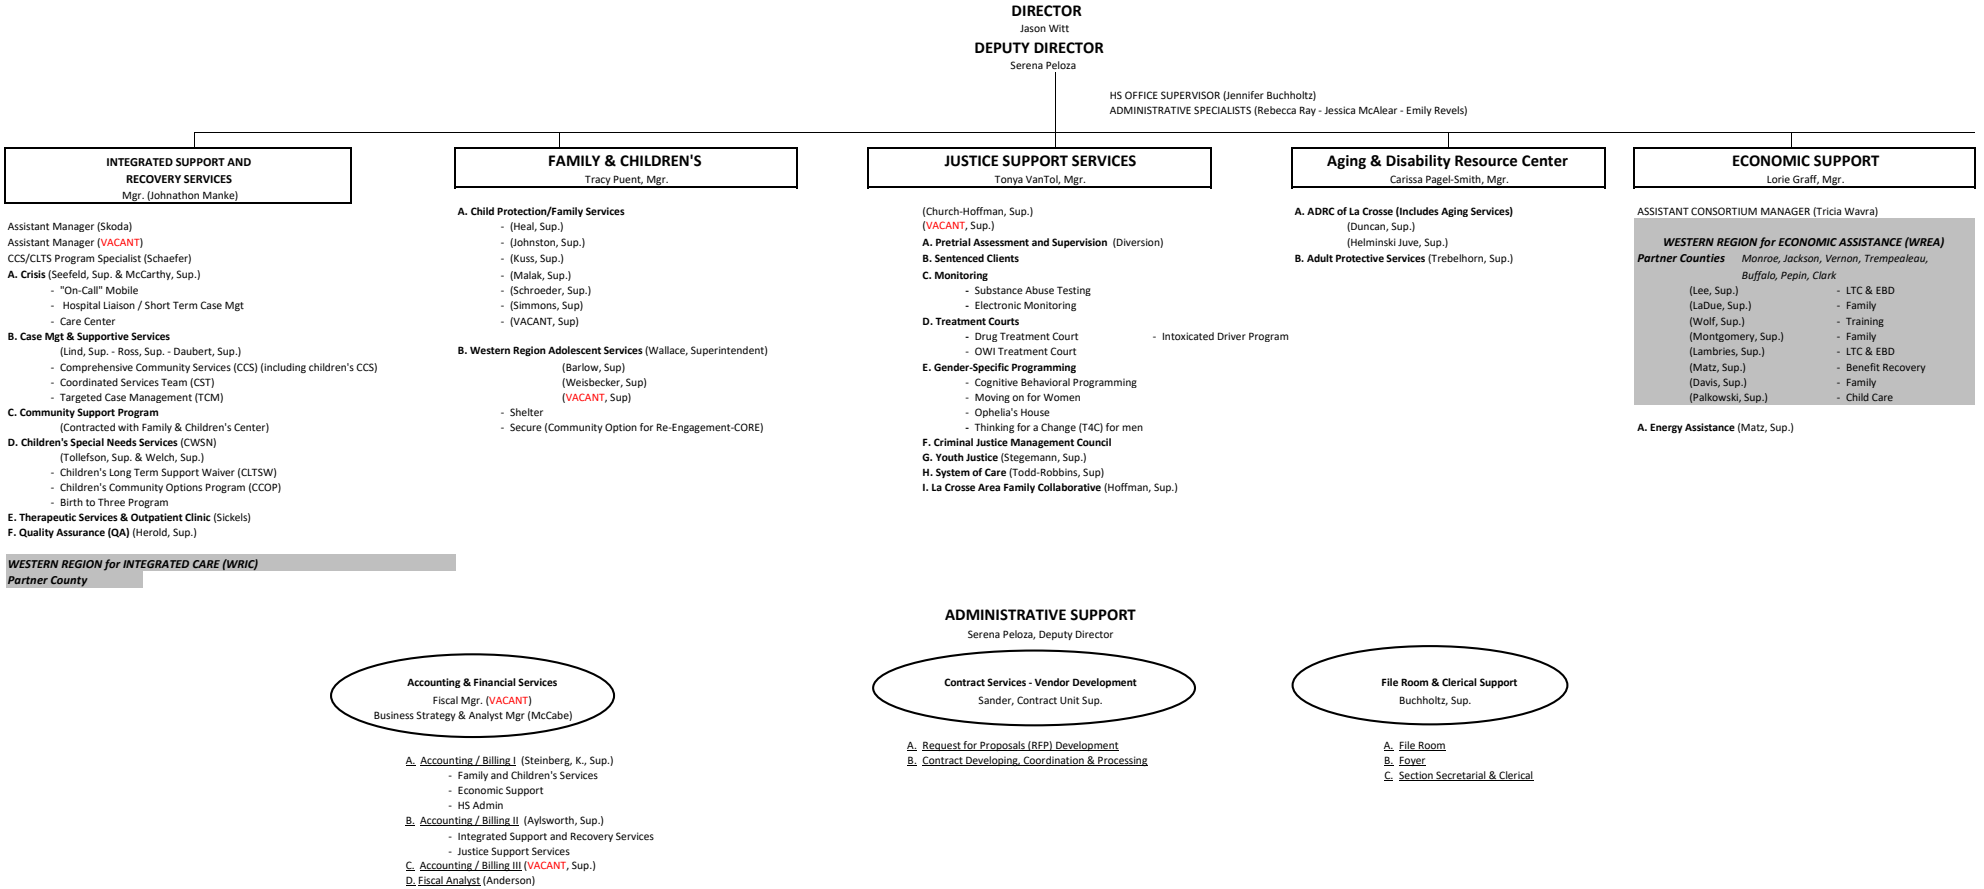 DIRECTOR
Jason Witt
DEPUTY DIRECTOR
Serena Peloza
HS OFFICE SUPERVISOR (Jennifer Buchholtz)
ADMINISTRATIVE SPECIALISTS (Rebecca Ray - Jessica McAlear - Emily Revels)
INTEGRATED SUPPORT AND
RECOVERY SERVICES
Mgr. (Johnathon Manke)
Assistant Manager (Skoda)
Assistant Manager (VACANT)
CCS/CLTS Program Specialist (Schaefer)
A. Crisis (Seefeld, Sup. & McCarthy, Sup.)
- "On-Call" Mobile
- Hospital Liaison / Short Term Case Mgt
- Care Center
B. Case Mgt & Supportive Services
(Lind, Sup. - Ross, Sup. - Daubert, Sup.)
- Comprehensive Community Services (CCS) (including children's CCS)
- Coordinated Services Team (CST)
- Targeted Case Management (TCM)
C. Community Support Program
(Contracted with Family & Children's Center)
D. Children's Special Needs Services (CWSN)
(Tollefson, Sup. & Welch, Sup.)
- Children's Long Term Support Waiver (CLTSW)
- Children's Community Options Program (CCOP)
- Birth to Three Program
E. Therapeutic Services & Outpatient Clinic (Sickels)
F. Quality Assurance (QA) (Herold, Sup.)
WESTERN REGION for INTEGRATED CARE (WRIC)
Partner County
FAMILY & CHILDREN'S
Tracy Puent, Mgr.
A. Child Protection/Family Services
- (Heal, Sup.)
- (Johnston, Sup.)
- (Kuss, Sup.)
- (Malak, Sup.)
- (Schroeder, Sup.)
- (Simmons, Sup)
- (VACANT, Sup)
B. Western Region Adolescent Services (Wallace, Superintendent)
(Barlow, Sup)
(Weisbecker, Sup)
(VACANT, Sup)
- Shelter
- Secure (Community Option for Re-Engagement-CORE)
JUSTICE SUPPORT SERVICES
Tonya VanTol, Mgr.
(Church-Hoffman, Sup.)
(VACANT, Sup.)
A. Pretrial Assessment and Supervision (Diversion)
B. Sentenced Clients
C. Monitoring
- Substance Abuse Testing
- Electronic Monitoring
D. Treatment Courts
- Drug Treatment Court - Intoxicated Driver Program
- OWI Treatment Court
E. Gender-Specific Programming
- Cognitive Behavioral Programming
- Moving on for Women
- Ophelia's House
- Thinking for a Change (T4C) for men
F. Criminal Justice Management Council
G. Youth Justice (Stegemann, Sup.)
H. System of Care (Todd-Robbins, Sup)
I. La Crosse Area Family Collaborative (Hoffman, Sup.)
Aging & Disability Resource Center
Carissa Pagel-Smith, Mgr.
A. ADRC of La Crosse (Includes Aging Services)
(Duncan, Sup.)
(Helminski Juve, Sup.)
B. Adult Protective Services (Trebelhorn, Sup.)
ECONOMIC SUPPORT
Lorie Graff, Mgr.
ASSISTANT CONSORTIUM MANAGER (Tricia Wavra)
WESTERN REGION for ECONOMIC ASSISTANCE (WREA)
Partner Counties Monroe, Jackson, Vernon, Trempealeau,
Buffalo, Pepin, Clark
(Lee, Sup.) - LTC & EBD
(LaDue, Sup.) - Family
(Wolf, Sup.) - Training
(Montgomery, Sup.) - Family
(Lambries, Sup.) - LTC & EBD
(Matz, Sup.) - Benefit Recovery
(Davis, Sup.) - Family
(Palkowski, Sup.) - Child Care
A. Energy Assistance (Matz, Sup.)
ADMINISTRATIVE SUPPORT
Serena Peloza, Deputy Director
Accounting & Financial Services
Fiscal Mgr. (VACANT)
Business Strategy & Analyst Mgr (McCabe)
A. Accounting / Billing I (Steinberg, K., Sup.)
- Family and Children's Services
- Economic Support
- HS Admin
B. Accounting / Billing II (Aylsworth, Sup.)
- Integrated Support and Recovery Services
- Justice Support Services
C. Accounting / Billing III (VACANT, Sup.)
D. Fiscal Analyst (Anderson)
Contract Services - Vendor Development
Sander, Contract Unit Sup.
A. Request for Proposals (RFP) Development
B. Contract Developing, Coordination & Processing
File Room & Clerical Support
Buchholtz, Sup.
A. File Room
B. Foyer
C. Section Secretarial & Clerical